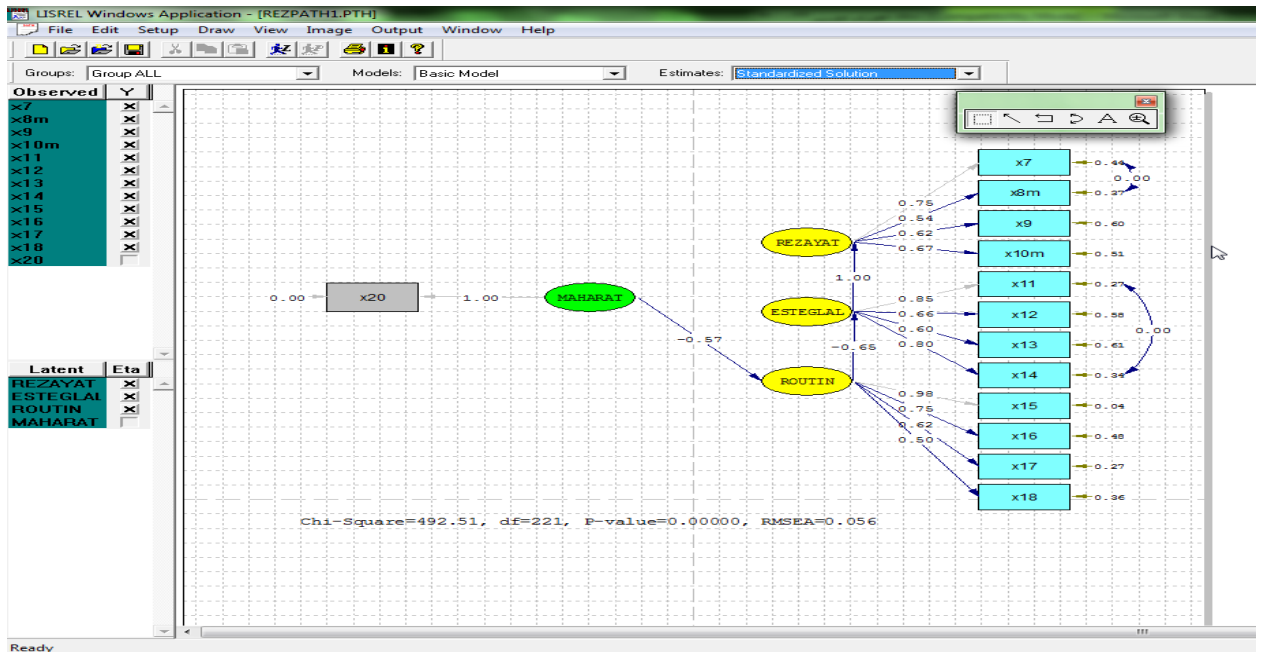 LISREL Windows Application - [REZPATH1.PTH]
File Edit Setup Draw View Image Output Window Help
Groups: Group ALL Models: Basic Model Estimates: Standardized Solution
Observed Y
x7
x8m
x9
x10m
x11
x12
x13
x14
x15
x16
x17
x18
x20
Latent Eta
REZAYAT
ESTEGLAL
ROUTIN
MAHARAT
0.00 x20 1.00 MAHARAT
-0.57
REZAYAT
1.00
ESTEGLAL
-0.65
ROUTIN
0.75
0.54
0.62
0.67
0.85
0.66
0.60
0.80
0.98
0.75
0.62
0.50
x7 0.44
0.00
x8m 0.37
x9 0.60
x10m 0.51
x11 0.27
x12 0.58
0.00
x13 0.61
x14 0.34
x15 0.04
x16 0.48
x17 0.27
x18 0.36
Chi-Square=492.51, df=221, P-value=0.00000, RMSEA=0.056
Ready